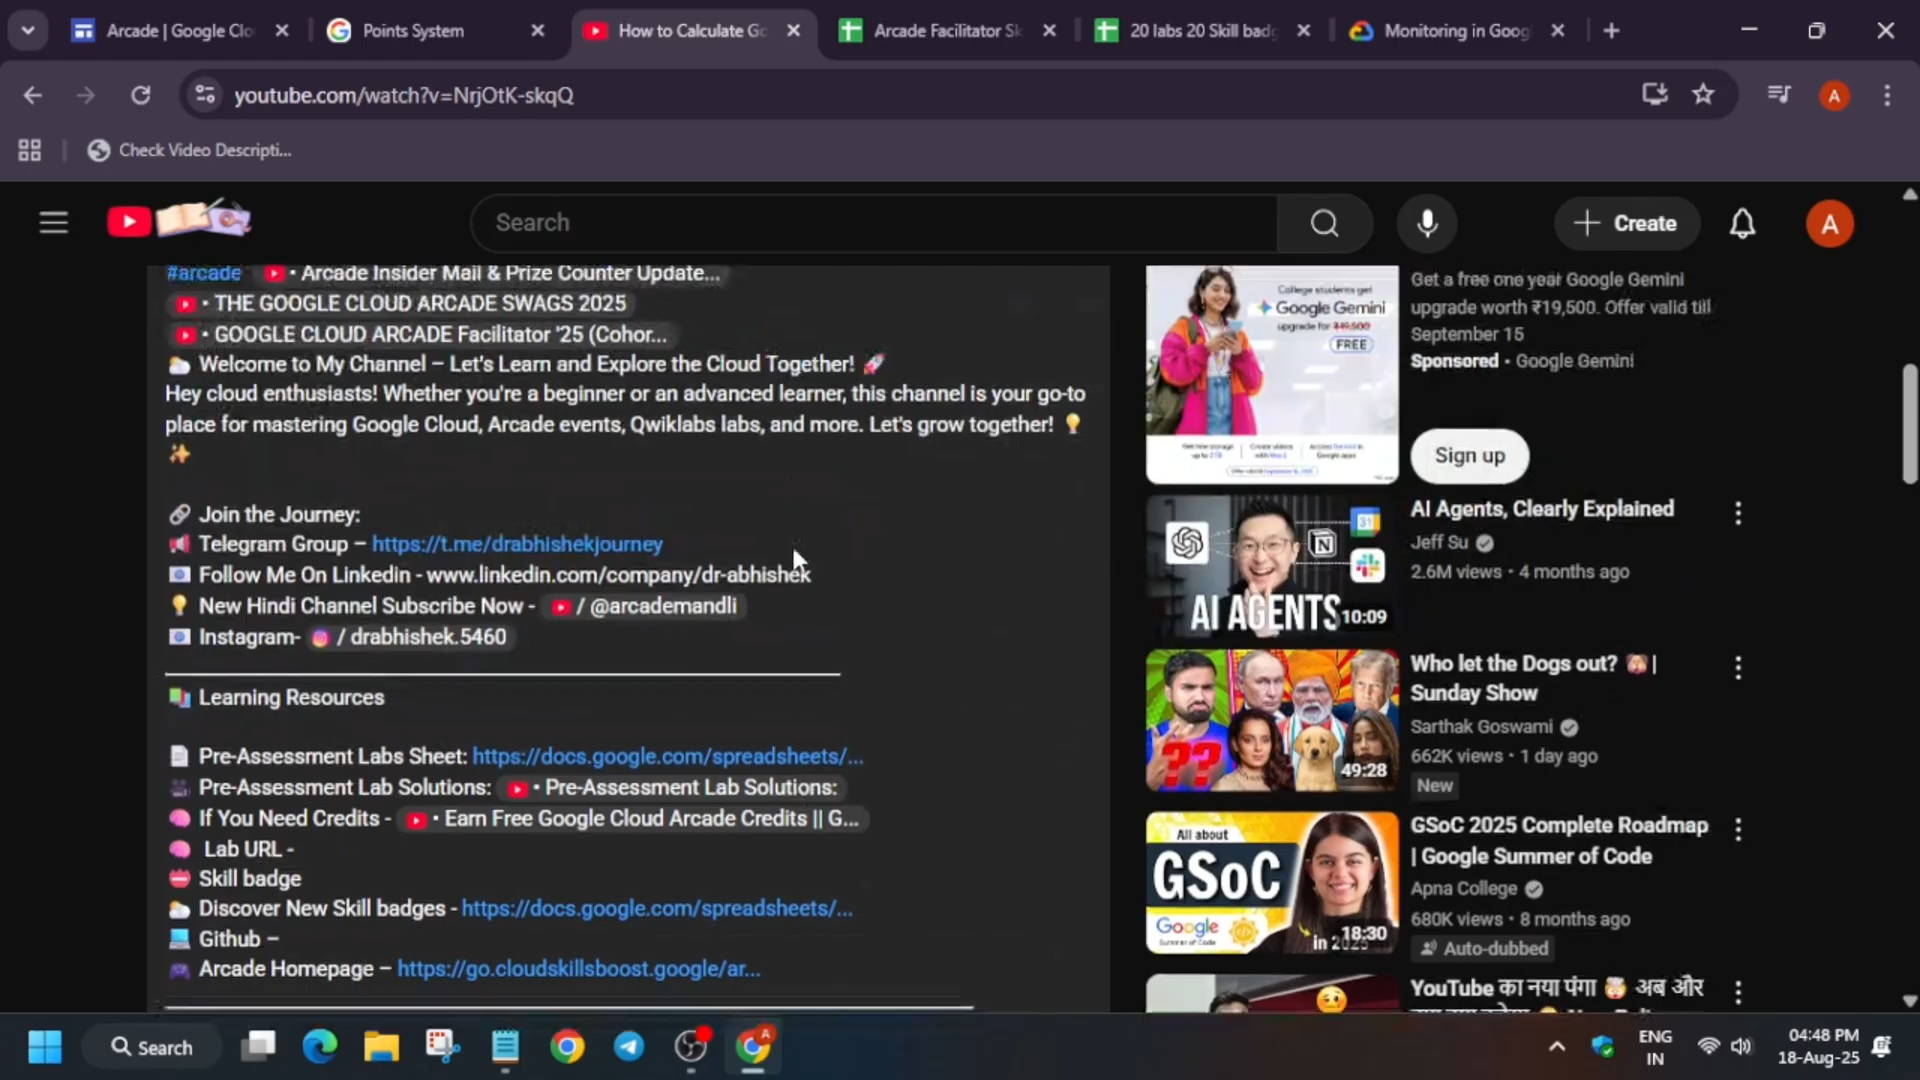 Arcade | Google Clo
Points System
How to Calculate Go
Arcade Facilitator Sk
20 labs 20 Skill badg
Monitoring in Goog
youtube.com/watch?v=NrjOtK-skqQ
A
Check Video Descripti...
Search
Create
A
#arcade • Arcade Insider Mail & Prize Counter Update...
• THE GOOGLE CLOUD ARCADE SWAGS 2025
• GOOGLE CLOUD ARCADE Facilitator '25 (Cohor...
Welcome to My Channel – Let's Learn and Explore the Cloud Together! 🚀
Hey cloud enthusiasts! Whether you're a beginner or an advanced learner, this channel is your go-to
place for mastering Google Cloud, Arcade events, Qwiklabs labs, and more. Let's grow together! 💡
✨
🔗 Join the Journey:
📢 Telegram Group – https://t.me/drabhishekjourney
Follow Me On Linkedin - www.linkedin.com/company/dr-abhishek
💡 New Hindi Channel Subscribe Now - / @arcademandli
Instagram- / drabhishek.5460
📚 Learning Resources
📄 Pre-Assessment Labs Sheet: https://docs.google.com/spreadsheets/...
🎥 Pre-Assessment Lab Solutions: • Pre-Assessment Lab Solutions:
🧠 If You Need Credits - • Earn Free Google Cloud Arcade Credits || G...
🧠 Lab URL -
Skill badge
Discover New Skill badges - https://docs.google.com/spreadsheets/...
💻 Github –
🎮 Arcade Homepage – https://go.cloudskillsboost.google/ar...
College students get
Google Gemini
upgrade for ₹19,500
FREE
Get a free one year Google Gemini
upgrade worth ₹19,500. Offer valid till
September 15
Sponsored • Google Gemini
Sign up
31
N
AI AGENTS
10:09
AI Agents, Clearly Explained
Jeff Su
2.6M views • 4 months ago
??
49:28
Who let the Dogs out? |
Sunday Show
Sarthak Goswami
662K views • 1 day ago
New
All about
GSoC
Google
Summer of Code
in 2025
18:30
GSoC 2025 Complete Roadmap
| Google Summer of Code
Apna College
680K views • 8 months ago
Auto-dubbed
YouTube का नया पंगा 🤯 अब और
Search
A
ENG
IN
04:48 PM
18-Aug-25